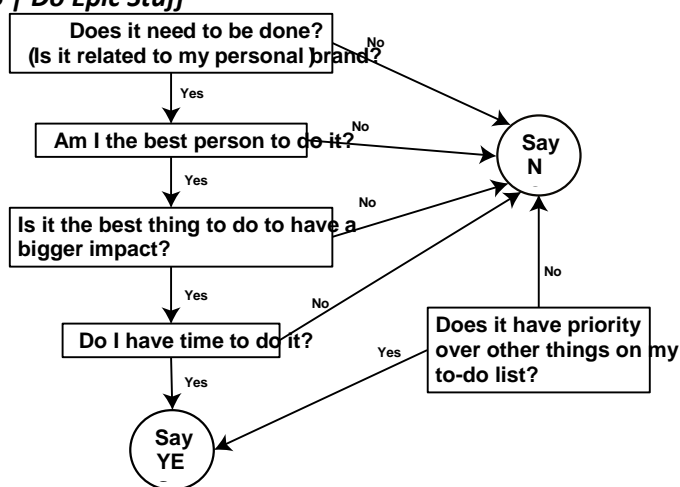 | Do Epic Stuff
Does it need to be done?
(Is it related to my personal brand?)
No
Yes
Am I the best person to do it?
No
Say
N
Yes
Is it the best thing to do to have a
bigger impact?
No
Yes
No
No
Do I have time to do it?
Does it have priority
over other things on my
to-do list?
Yes
Yes
Say
YE